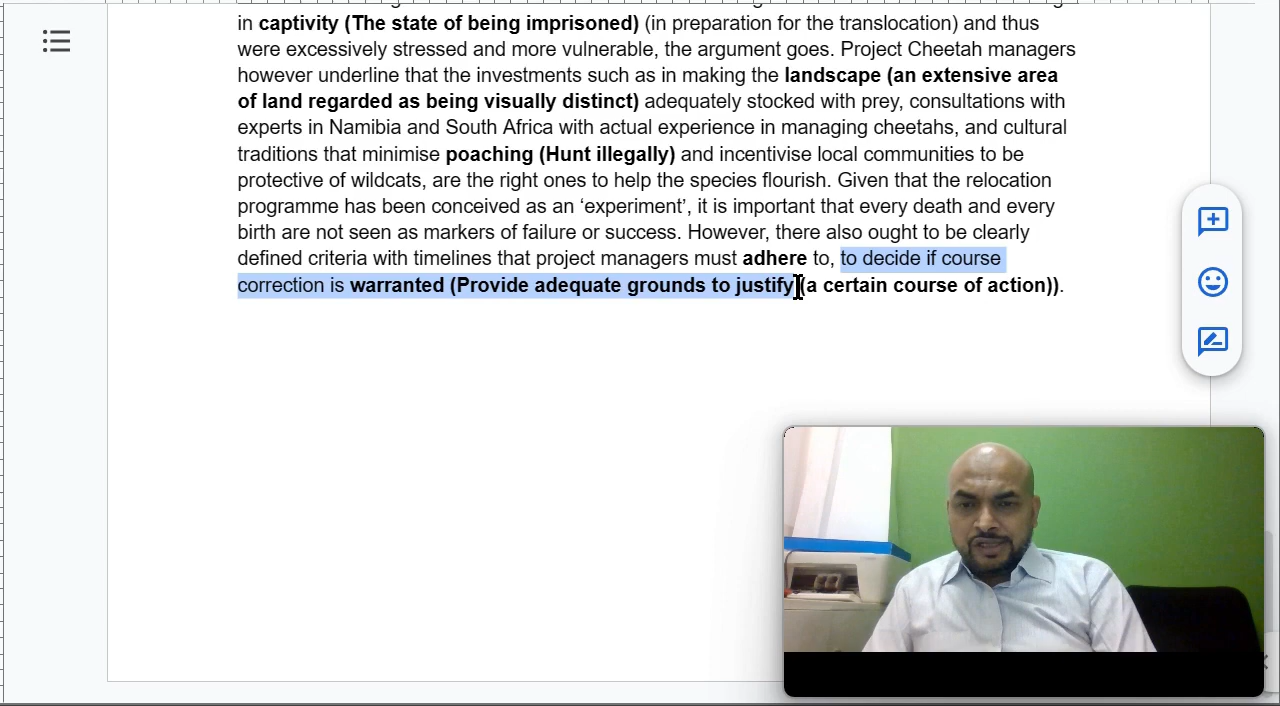 in captivity (The state of being imprisoned) (in preparation for the translocation) and thus
were excessively stressed and more vulnerable, the argument goes. Project Cheetah managers
however underline that the investments such as in making the landscape (an extensive area
of land regarded as being visually distinct) adequately stocked with prey, consultations with
experts in Namibia and South Africa with actual experience in managing cheetahs, and cultural
traditions that minimise poaching (Hunt illegally) and incentivise local communities to be
protective of wildcats, are the right ones to help the species flourish. Given that the relocation
programme has been conceived as an ‘experiment’, it is important that every death and every
birth are not seen as markers of failure or success. However, there also ought to be clearly
defined criteria with timelines that project managers must adhere to, to decide if course
correction is warranted (Provide adequate grounds to justify (a certain course of action)).